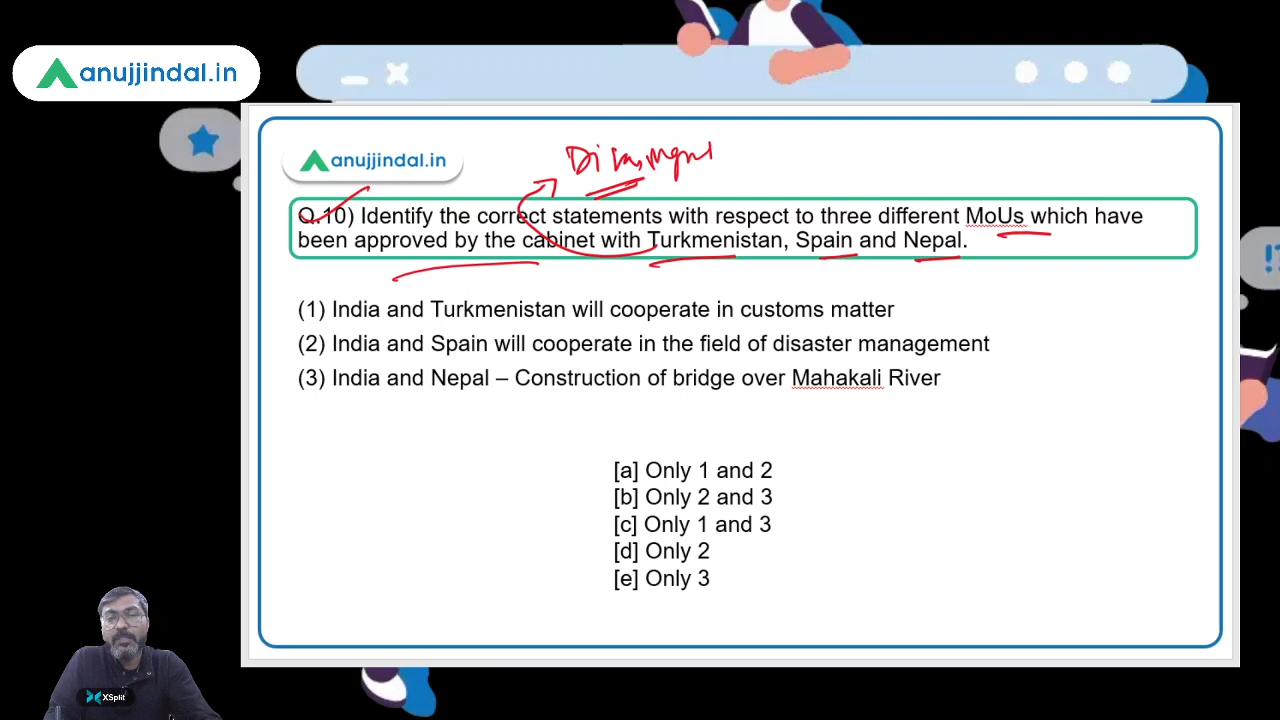 anujjindal.in
anujjindal.in
Q.10) Identify the correct statements with respect to three different MoUs which have
been approved by the cabinet with Turkmenistan, Spain and Nepal.
(1) India and Turkmenistan will cooperate in customs matter
(2) India and Spain will cooperate in the field of disaster management
(3) India and Nepal – Construction of bridge over Mahakali River
[a] Only 1 and 2
[b] Only 2 and 3
[c] Only 1 and 3
[d] Only 2
[e] Only 3
XSplit